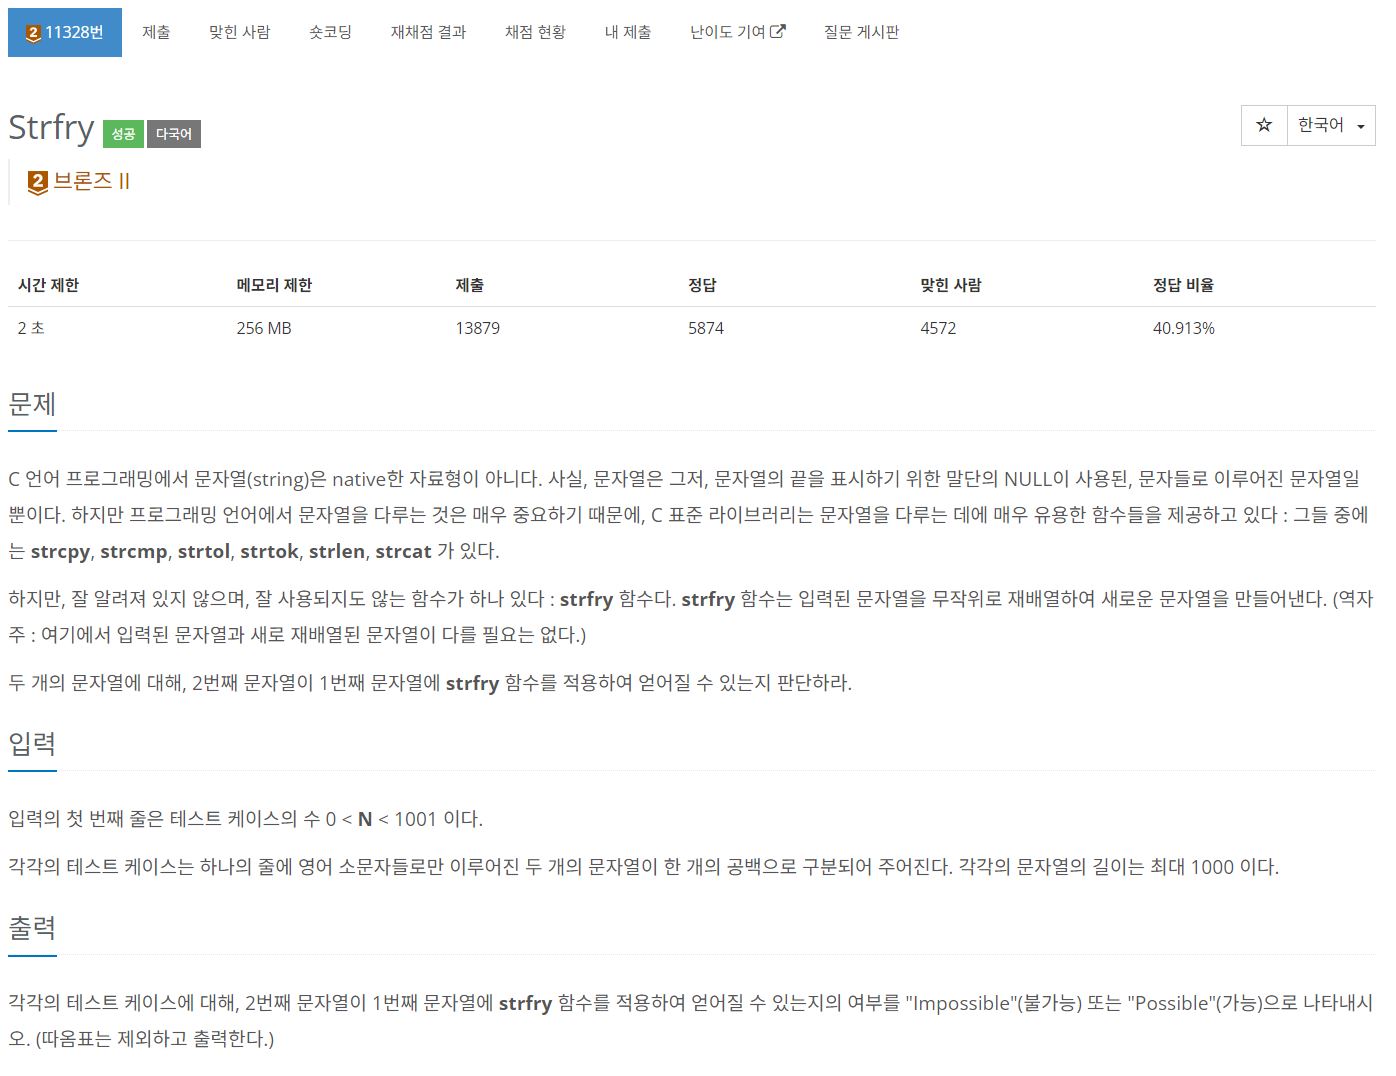 2 11328번 제출 맞힌 사람 숏코딩 재채점 결과 채점 현황 내 제출 난이도 기여 질문 게시판
Strfry 성공 다국어 한국어
2 브론즈 II
시간 제한 메모리 제한 제출 정답 맞힌 사람 정답 비율
2 초 256 MB 13879 5874 4572 40.913%
문제
C 언어 프로그래밍에서 문자열(string)은 native한 자료형이 아니다. 사실, 문자열은 그저, 문자열의 끝을 표시하기 위한 말단의 NULL이 사용된, 문자들로 이루어진 문자열일
뿐이다. 하지만 프로그래밍 언어에서 문자열을 다루는 것은 매우 중요하기 때문에, C 표준 라이브러리는 문자열을 다루는 데에 매우 유용한 함수들을 제공하고 있다 : 그들 중에
는 strcpy, strcmp, strtol, strtok, strlen, strcat 가 있다.
하지만, 잘 알려져 있지 않으며, 잘 사용되지도 않는 함수가 하나 있다 : strfry 함수다. strfry 함수는 입력된 문자열을 무작위로 재배열하여 새로운 문자열을 만들어낸다. (역자
주 : 여기에서 입력된 문자열과 새로 재배열된 문자열이 다를 필요는 없다.)
두 개의 문자열에 대해, 2번째 문자열이 1번째 문자열에 strfry 함수를 적용하여 얻어질 수 있는지 판단하라.
입력
입력의 첫 번째 줄은 테스트 케이스의 수 0 < N < 1001 이다.
각각의 테스트 케이스는 하나의 줄에 영어 소문자들로만 이루어진 두 개의 문자열이 한 개의 공백으로 구분되어 주어진다. 각각의 문자열의 길이는 최대 1000 이다.
출력
각각의 테스트 케이스에 대해, 2번째 문자열이 1번째 문자열에 strfry 함수를 적용하여 얻어질 수 있는지의 여부를 "Impossible"(불가능) 또는 "Possible"(가능)으로 나타내시
오. (따옴표는 제외하고 출력한다.)